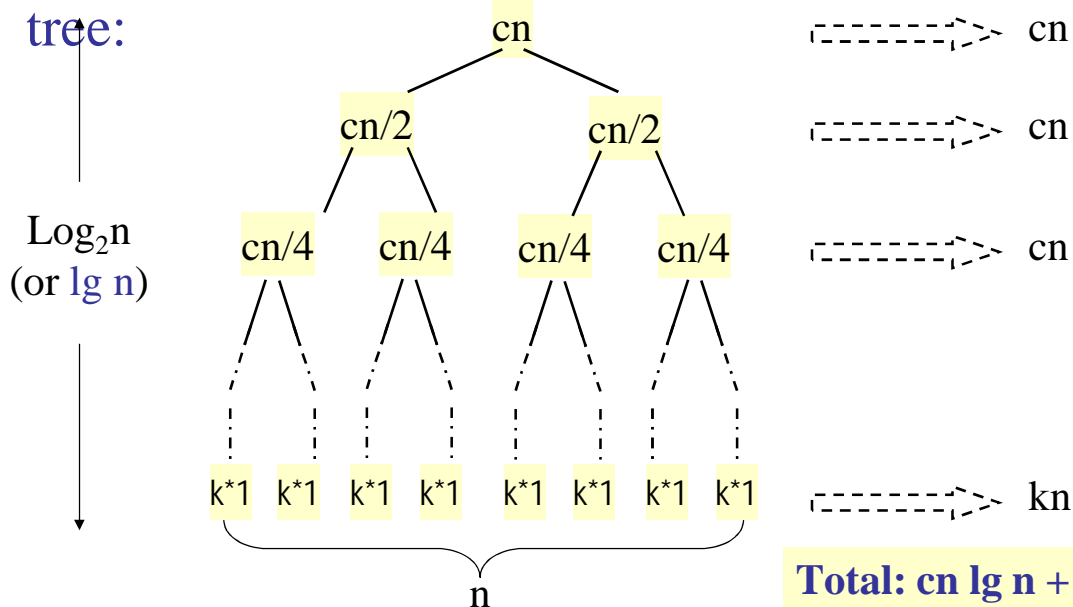 tree:
cn
cn
cn/2 cn/2
cn
Log₂n
(or lg n)
cn/4 cn/4 cn/4 cn/4
cn
k*1 k*1 k*1 k*1 k*1 k*1 k*1 k*1
kn
n
Total: cn lg n +